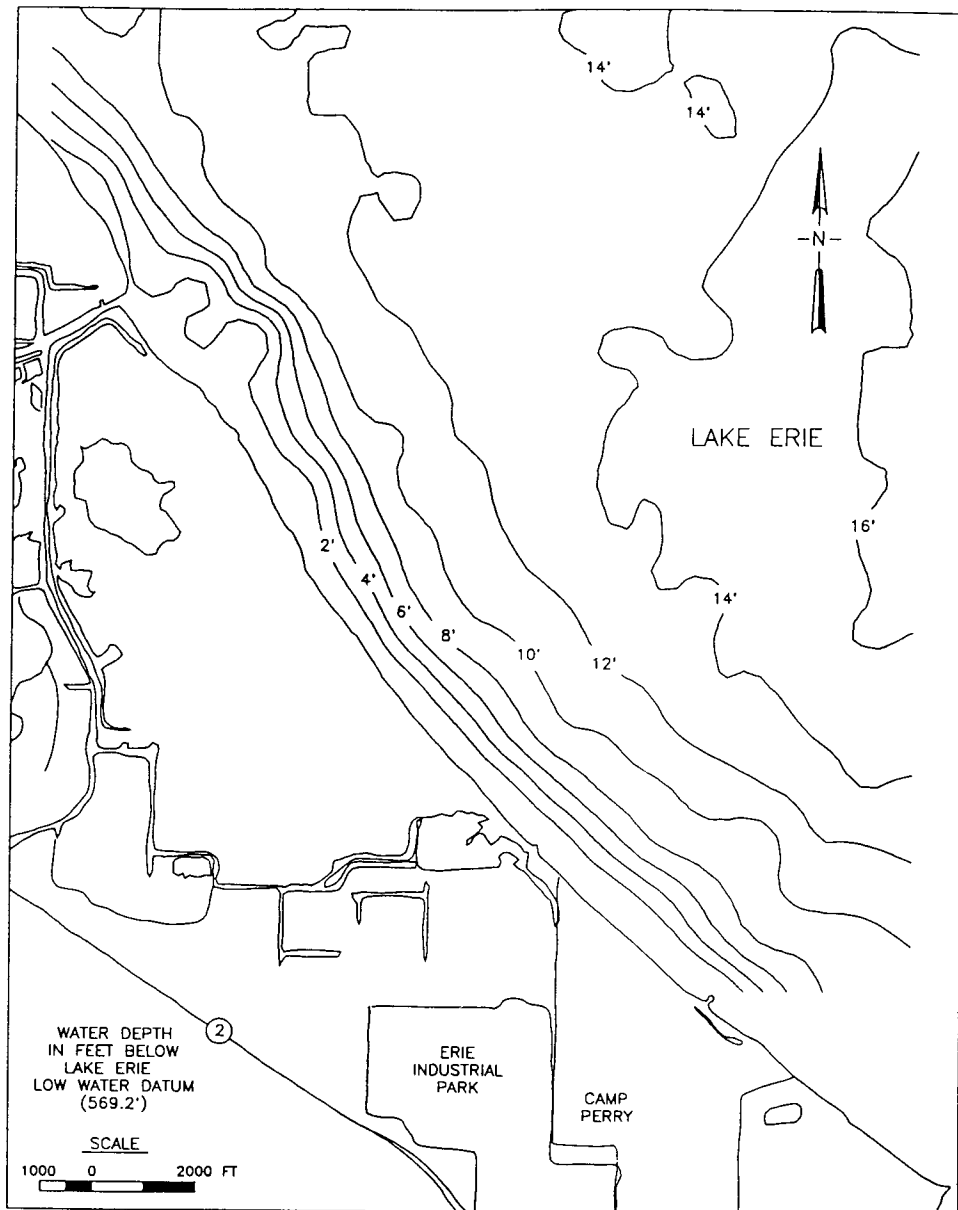 14'
14'
-N-
LAKE ERIE
16'
2'
4'
6'
8'
10'
12'
14'
2
WATER DEPTH
IN FEET BELOW
LAKE ERIE
LOW WATER DATUM
(569.2')
SCALE
1000 0 2000 FT
ERIE
INDUSTRIAL
PARK
CAMP
PERRY